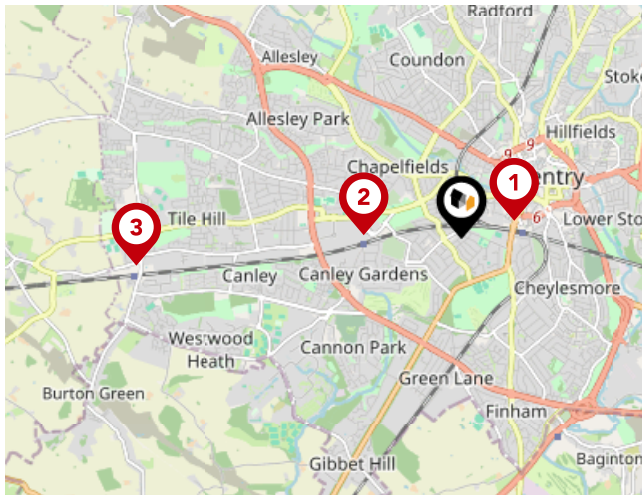 Radford
Allesley
Coundon
Stoke
Allesley Park
Hillfields
9
9
Chapelfields
1
entry
2
3
Tile Hill
6
Lower Sto
Canley
Canley Gardens
Cheylesmore
Westwood
Heath
Cannon Park
Green Lane
Burton Green
Finham
Gibbet Hill
Baginton